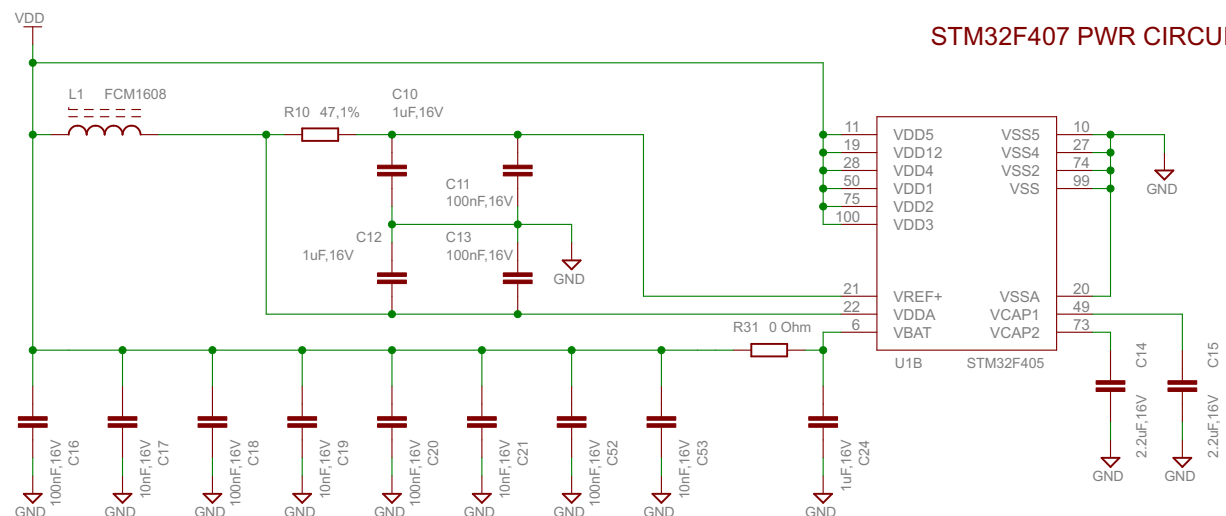 VDD
STM32F407 PWR CIRCUI
L1 FCM1608
R10 47,1%
C10
1uF,16V
C11
100nF,16V
C12
1uF,16V
C13
100nF,16V
GND
11 VDD5 VSS5 10
19 VDD12 VSS4 27
28 VDD4 VSS2 74
50 VDD1 VSS 99
75 VDD2
100 VDD3
GND
21 VREF+ VSSA 20
22 VDDA VCAP1 49
6 VBAT VCAP2 73
U1B STM32F405
R31 0 Ohm
C14
2.2uF,16V
GND
C15
2.2uF,16V
GND
C16
100nF,16V
GND
C17
10nF,16V
GND
C18
100nF,16V
GND
C19
10nF,16V
GND
C20
100nF,16V
GND
C21
10nF,16V
GND
C52
100nF,16V
GND
C53
10nF,16V
GND
C24
1uF,16V
GND